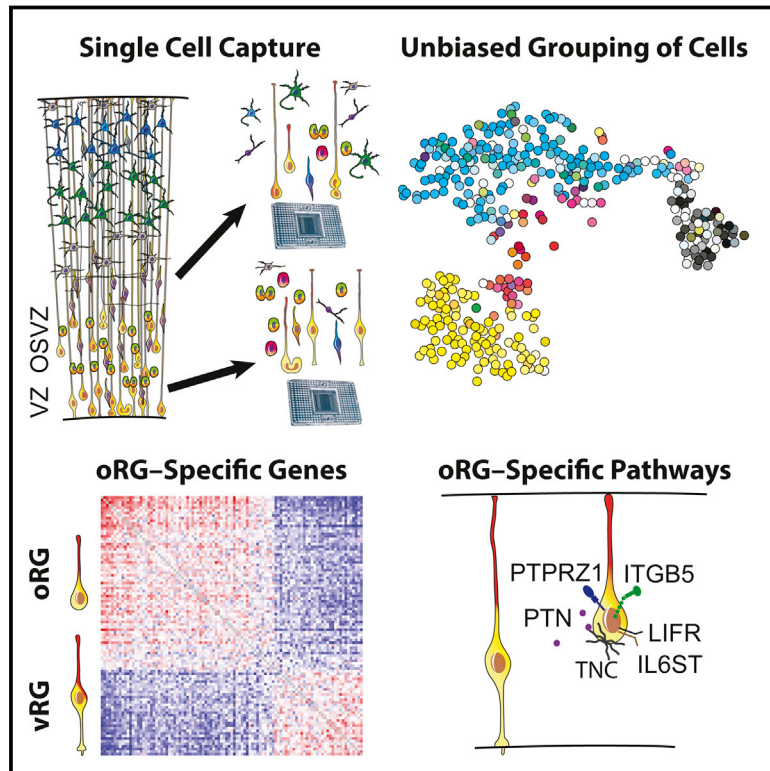 Single Cell Capture
Unbiased Grouping of Cells
VZ OSVZ
oRG–Specific Genes
oRG
vRG
oRG–Specific Pathways
PTPRZ1
ITGB5
PTN
LIFR
TNC
IL6ST